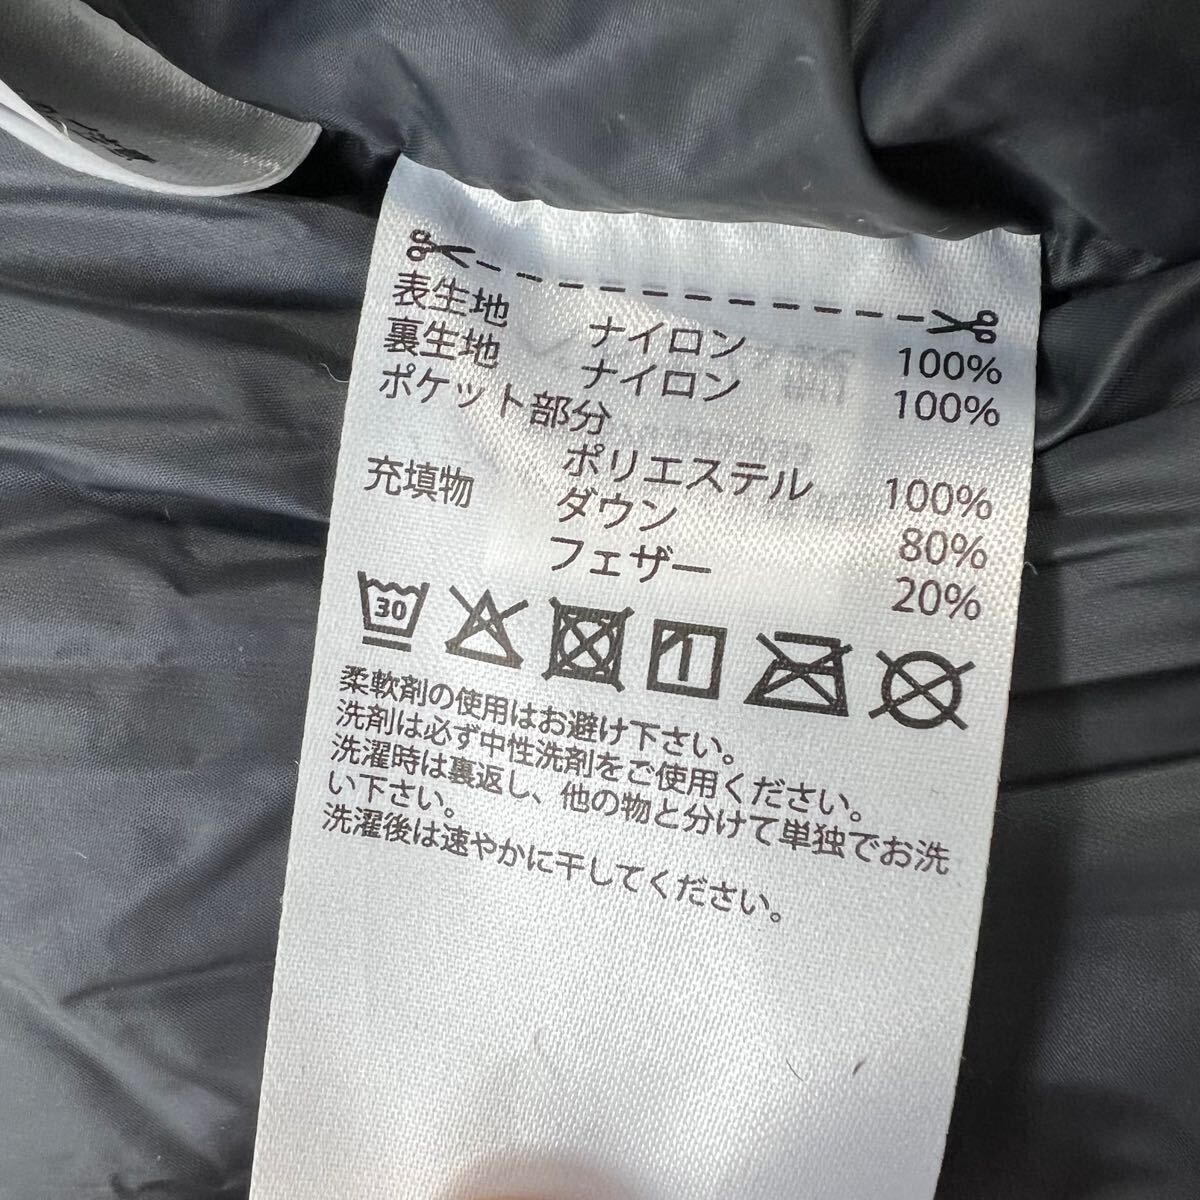 表生地 ナイロン 100%
裏生地 ナイロン 100%
ポケット部分
ポリエステル 100%
充填物 ダウン 80%
フェザー 20%
30
柔軟剤の使用はお避け下さい。
洗剤は必ず中性洗剤をご使用ください。
洗濯時は裏返し、他の物と分けて単独でお洗
い下さい。
洗濯後は速やかに干してください。